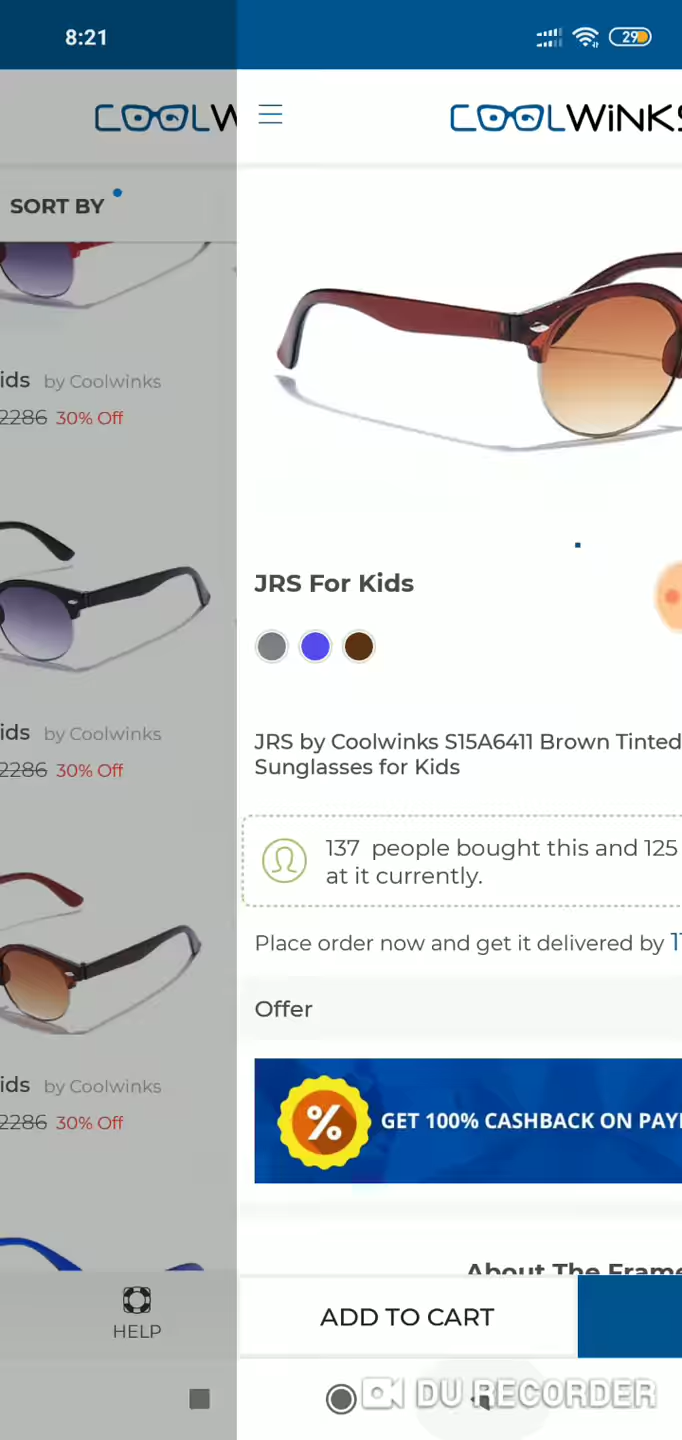 8:21
29
COOLW
COOLWiNKS
SORT BY
ids by Coolwinks
2286 30% Off
JRS For Kids
ids by Coolwinks
2286 30% Off
JRS by Coolwinks S15A6411 Brown Tinted
Sunglasses for Kids
137 people bought this and 125
at it currently.
Place order now and get it delivered by
Offer
ids by Coolwinks
2286 30% Off
% GET 100% CASHBACK ON
About The Frame
HELP
ADD TO CART
DU RECORDER